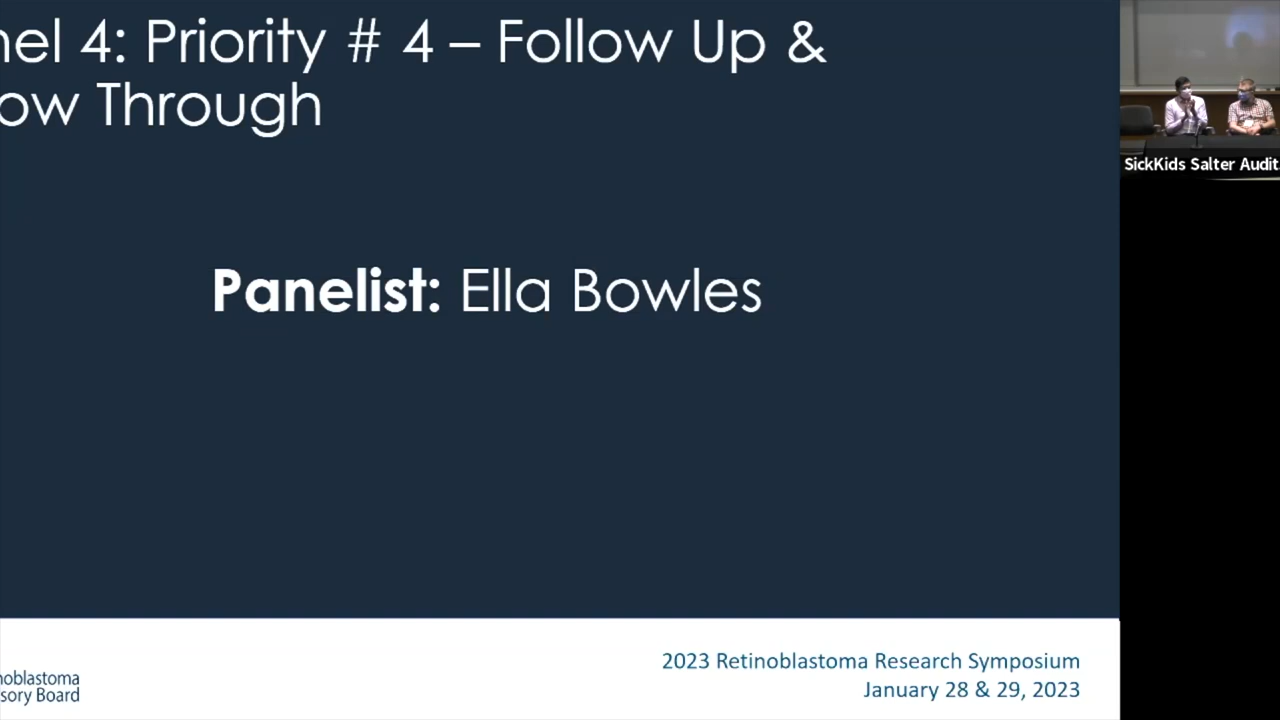 nel 4: Priority # 4 – Follow Up &
ow Through
Panelist: Ella Bowles
SickKids Salter Audit
2023 Retinoblastoma Research Symposium
January 28 & 29, 2023
noblastoma
sory Board